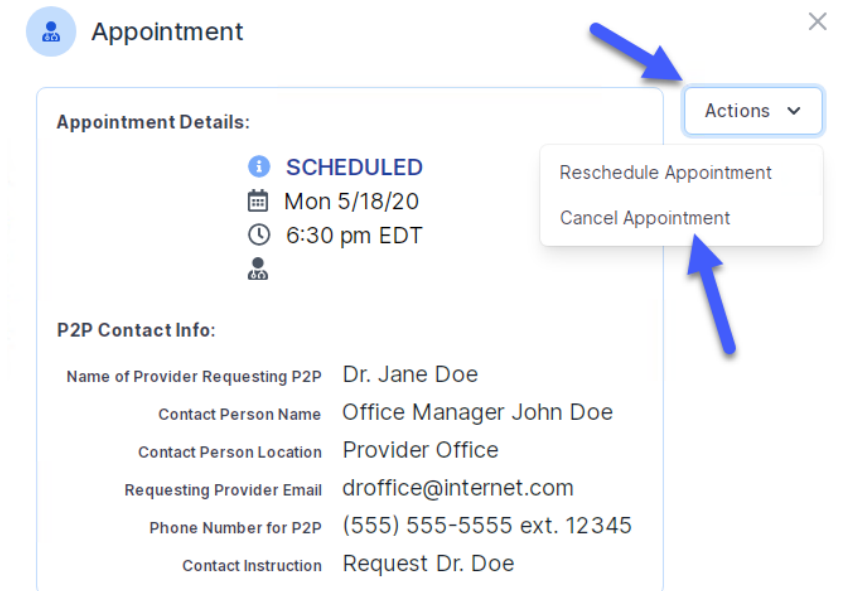 Appointment
Actions
Appointment Details:
SCHEDULED
Mon 5/18/20
6:30 pm EDT
Reschedule Appointment
Cancel Appointment
P2P Contact Info:
Name of Provider Requesting P2P Dr. Jane Doe
Contact Person Name Office Manager John Doe
Contact Person Location Provider Office
Requesting Provider Email droffice@internet.com
Phone Number for P2P (555) 555-5555 ext. 12345
Contact Instruction Request Dr. Doe